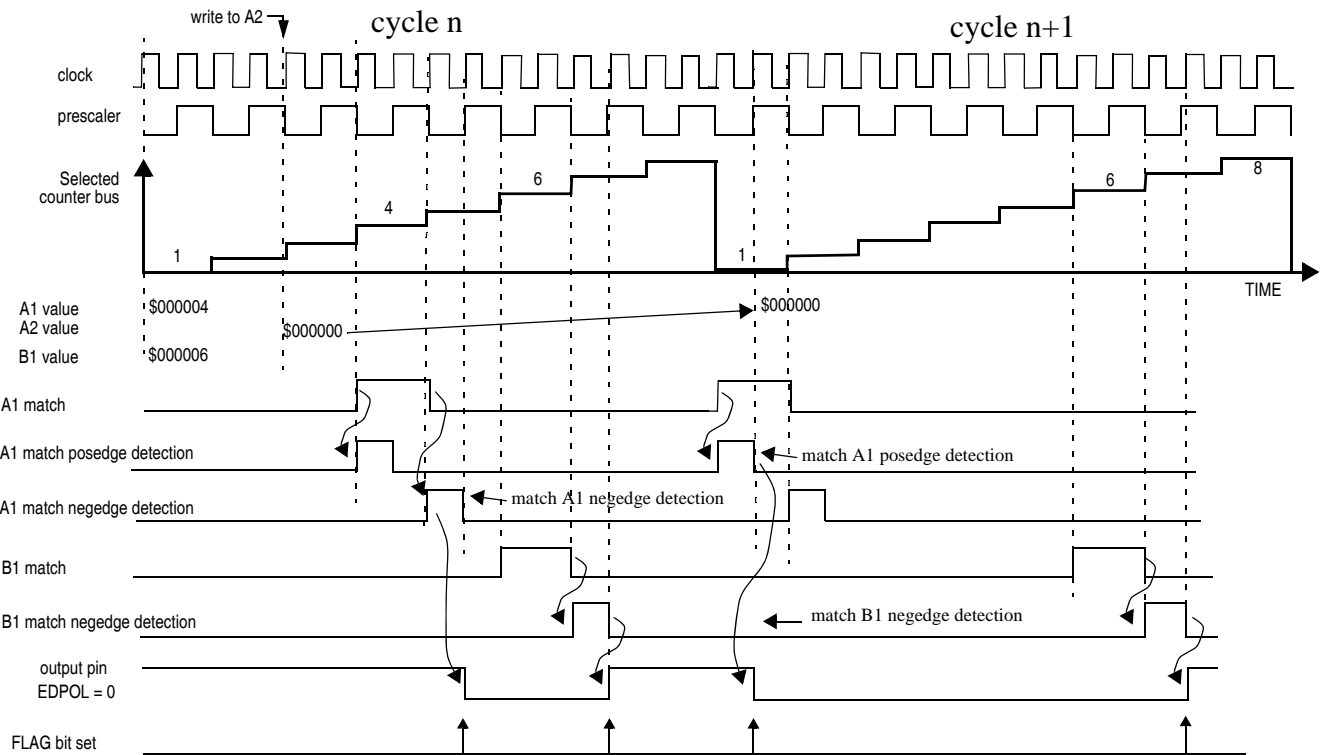 write to A2
cycle n
cycle n+1
clock
prescaler
Selected
counter bus
1
4
6
1
6
8
TIME
A1 value
$000004
$000000
A2 value
$000000
B1 value
$000006
A1 match
A1 match posedge detection
match A1 posedge detection
A1 match negedge detection
match A1 negedge detection
B1 match
B1 match negedge detection
match B1 negedge detection
output pin
EDPOL = 0
FLAG bit set